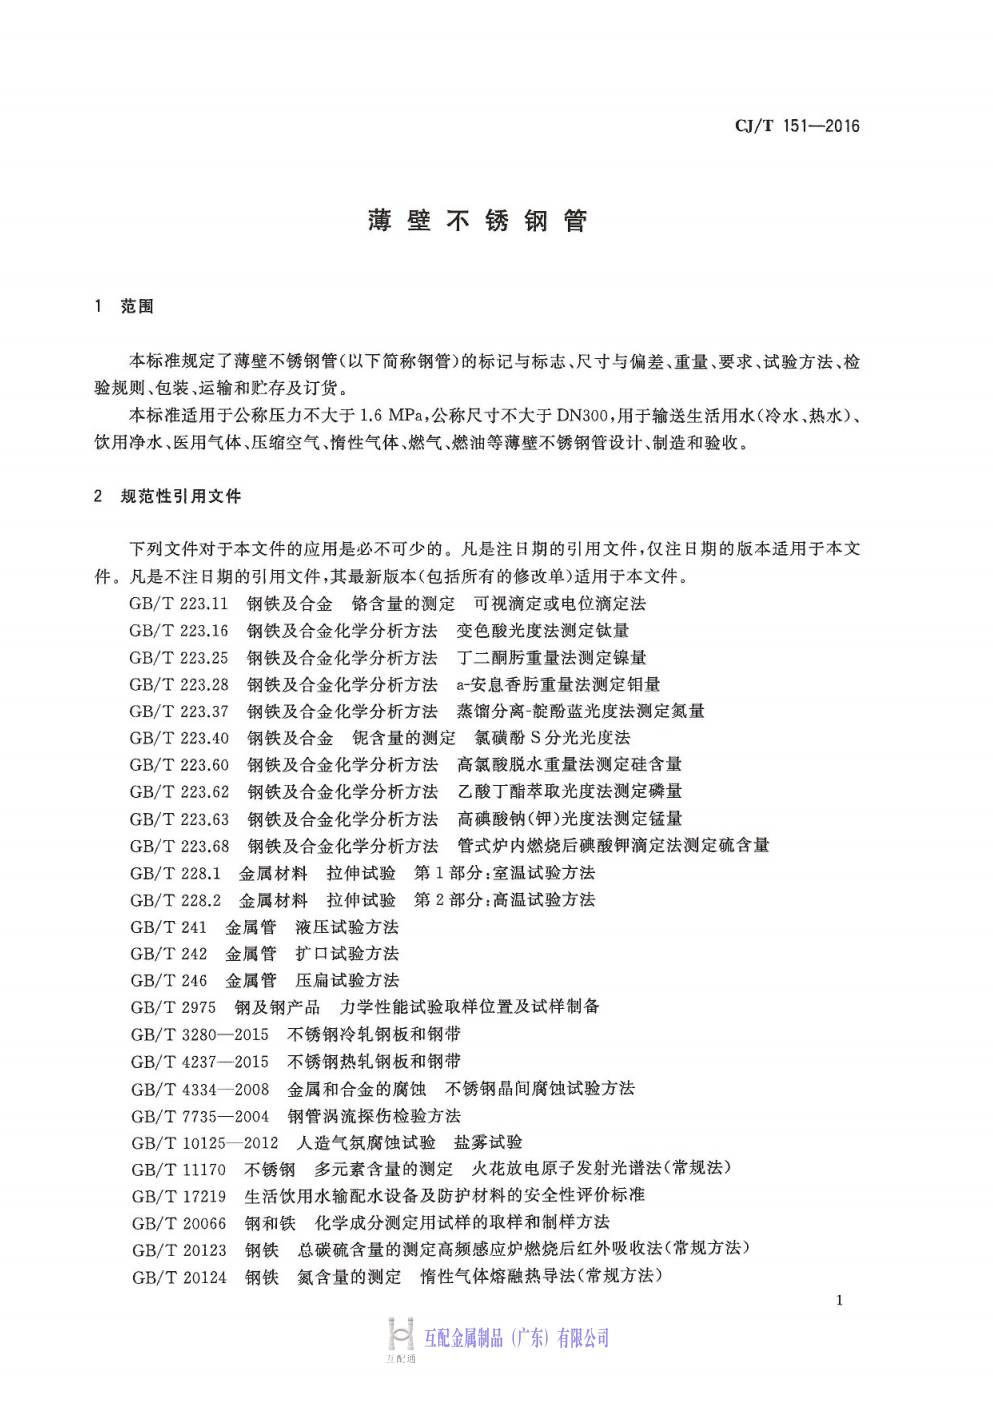 CJ/T 151—2016
薄壁不锈钢管
1 范围
本标准规定了薄壁不锈钢管(以下简称钢管)的标记与标志、尺寸与偏差、重量、要求、试验方法、检
验规则、包装、运输和贮存及订货。
本标准适用于公称压力不大于 1.6 MPa,公称尺寸不大于 DN300,用于输送生活用水(冷水、热水)、
饮用净水、医用气体、压缩空气、惰性气体、燃气、燃油等薄壁不锈钢管设计、制造和验收。
2 规范性引用文件
下列文件对于本文件的应用是必不可少的。凡是注日期的引用文件,仅注日期的版本适用于本文
件。凡是不注日期的引用文件,其最新版本(包括所有的修改单)适用于本文件。
GB/T 223.11 钢铁及合金 铬含量的测定 可视滴定或电位滴定法
GB/T 223.16 钢铁及合金化学分析方法 变色酸光度法测定钛量
GB/T 223.25 钢铁及合金化学分析方法 丁二酮肟重量法测定镍量
GB/T 223.28 钢铁及合金化学分析方法 a-安息香肟重量法测定钼量
GB/T 223.37 钢铁及合金化学分析方法 蒸馏分离-靛酚蓝光度法测定氮量
GB/T 223.40 钢铁及合金 铌含量的测定 氯磺酚 S 分光光度法
GB/T 223.60 钢铁及合金化学分析方法 高氯酸脱水重量法测定硅含量
GB/T 223.62 钢铁及合金化学分析方法 乙酸丁酯萃取光度法测定磷量
GB/T 223.63 钢铁及合金化学分析方法 高碘酸钠(钾)光度法测定锰量
GB/T 223.68 钢铁及合金化学分析方法 管式炉内燃烧后碘酸钾滴定法测定硫含量
GB/T 228.1 金属材料 拉伸试验 第 1 部分:室温试验方法
GB/T 228.2 金属材料 拉伸试验 第 2 部分:高温试验方法
GB/T 241 金属管 液压试验方法
GB/T 242 金属管 扩口试验方法
GB/T 246 金属管 压扁试验方法
GB/T 2975 钢及钢产品 力学性能试验取样位置及试样制备
GB/T 3280—2015 不锈钢冷轧钢板和钢带
GB/T 4237—2015 不锈钢热轧钢板和钢带
GB/T 4334—2008 金属和合金的腐蚀 不锈钢晶间腐蚀试验方法
GB/T 7735—2004 钢管涡流探伤检验方法
GB/T 10125—2012 人造气氛腐蚀试验 盐雾试验
GB/T 11170 不锈钢 多元素含量的测定 火花放电原子发射光谱法(常规法)
GB/T 17219 生活饮用水输配水设备及防护材料的安全性评价标准
GB/T 20066 钢和铁 化学成分测定用试样的取样和制样方法
GB/T 20123 钢铁 总碳硫含量的测定高频感应炉燃烧后红外吸收法(常规方法)
GB/T 20124 钢铁 氮含量的测定 惰性气体熔融热导法(常规方法)
1
互配金属制品(广东)有限公司
互配通